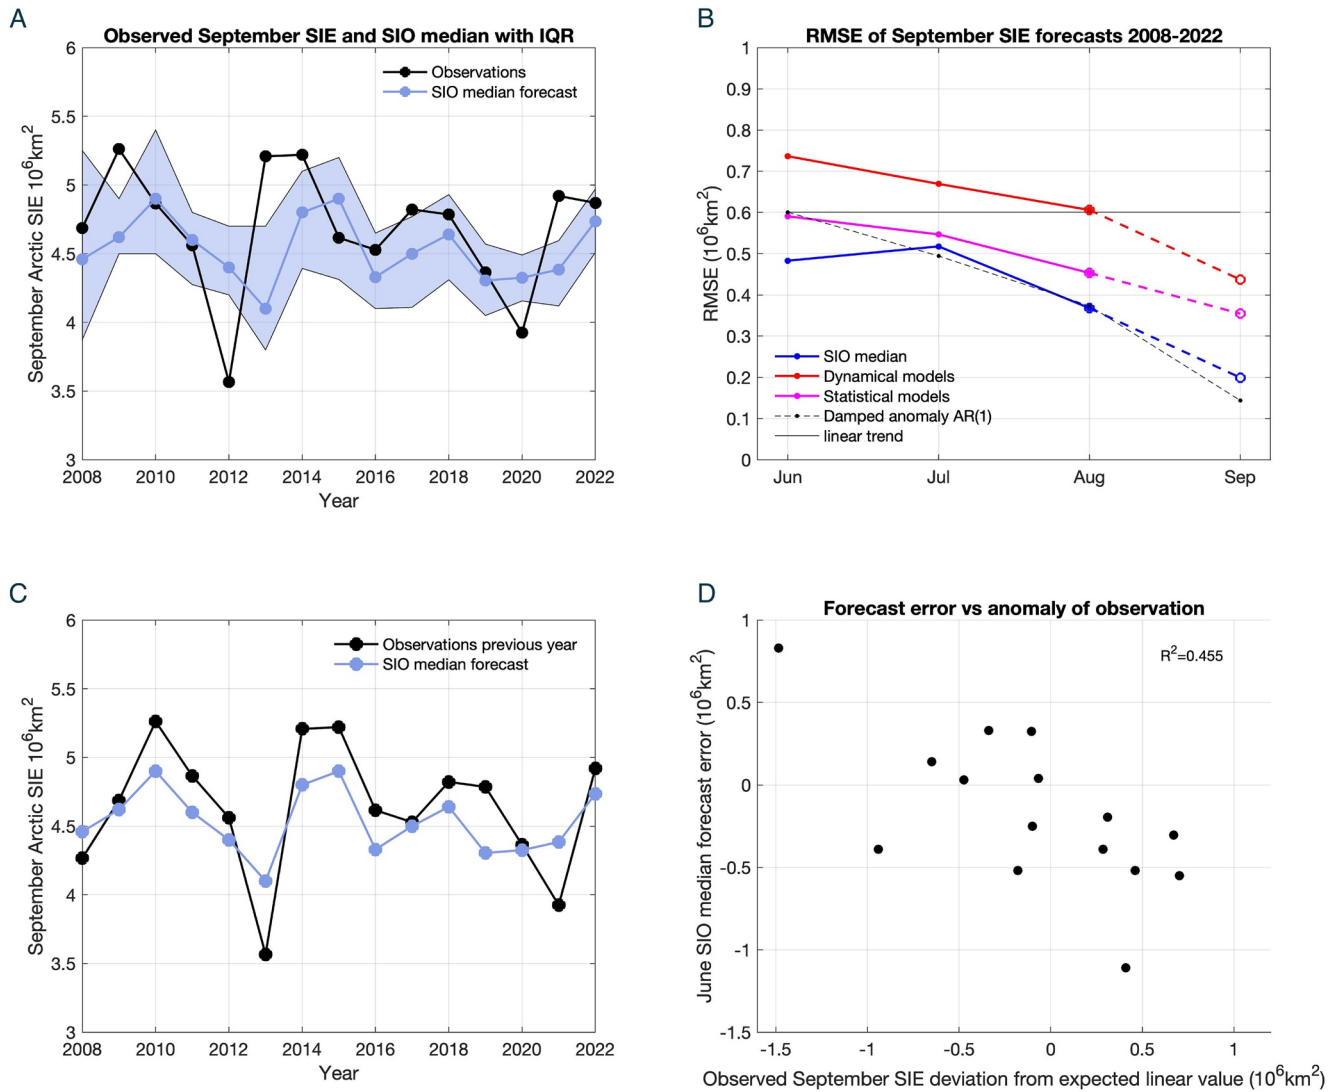 A
Observed September SIE and SIO median with IQR
Observations
SIO median forecast
September Arctic SIE 10⁶km²
6
5.5
5
4.5
4
3.5
3
2008 2010 2012 2014 2016 2018 2020 2022
Year
B
RMSE of September SIE forecasts 2008-2022
RMSE (10⁶km²)
1
0.9
0.8
0.7
0.6
0.5
0.4
0.3
0.2
0.1
0
SIO median
Dynamical models
Statistical models
Damped anomaly AR(1)
linear trend
Jun Jul Aug Sep
C
Observations previous year
SIO median forecast
September Arctic SIE 10⁶km²
6
5.5
5
4.5
4
3.5
3
2008 2010 2012 2014 2016 2018 2020 2022
Year
D
Forecast error vs anomaly of observation
R²=0.455
June SIO median forecast error (10⁶km²)
1
0.5
0
-0.5
-1
-1.5
-1.5 -1 -0.5 0 0.5 1
Observed September SIE deviation from expected linear value (10⁶km²)